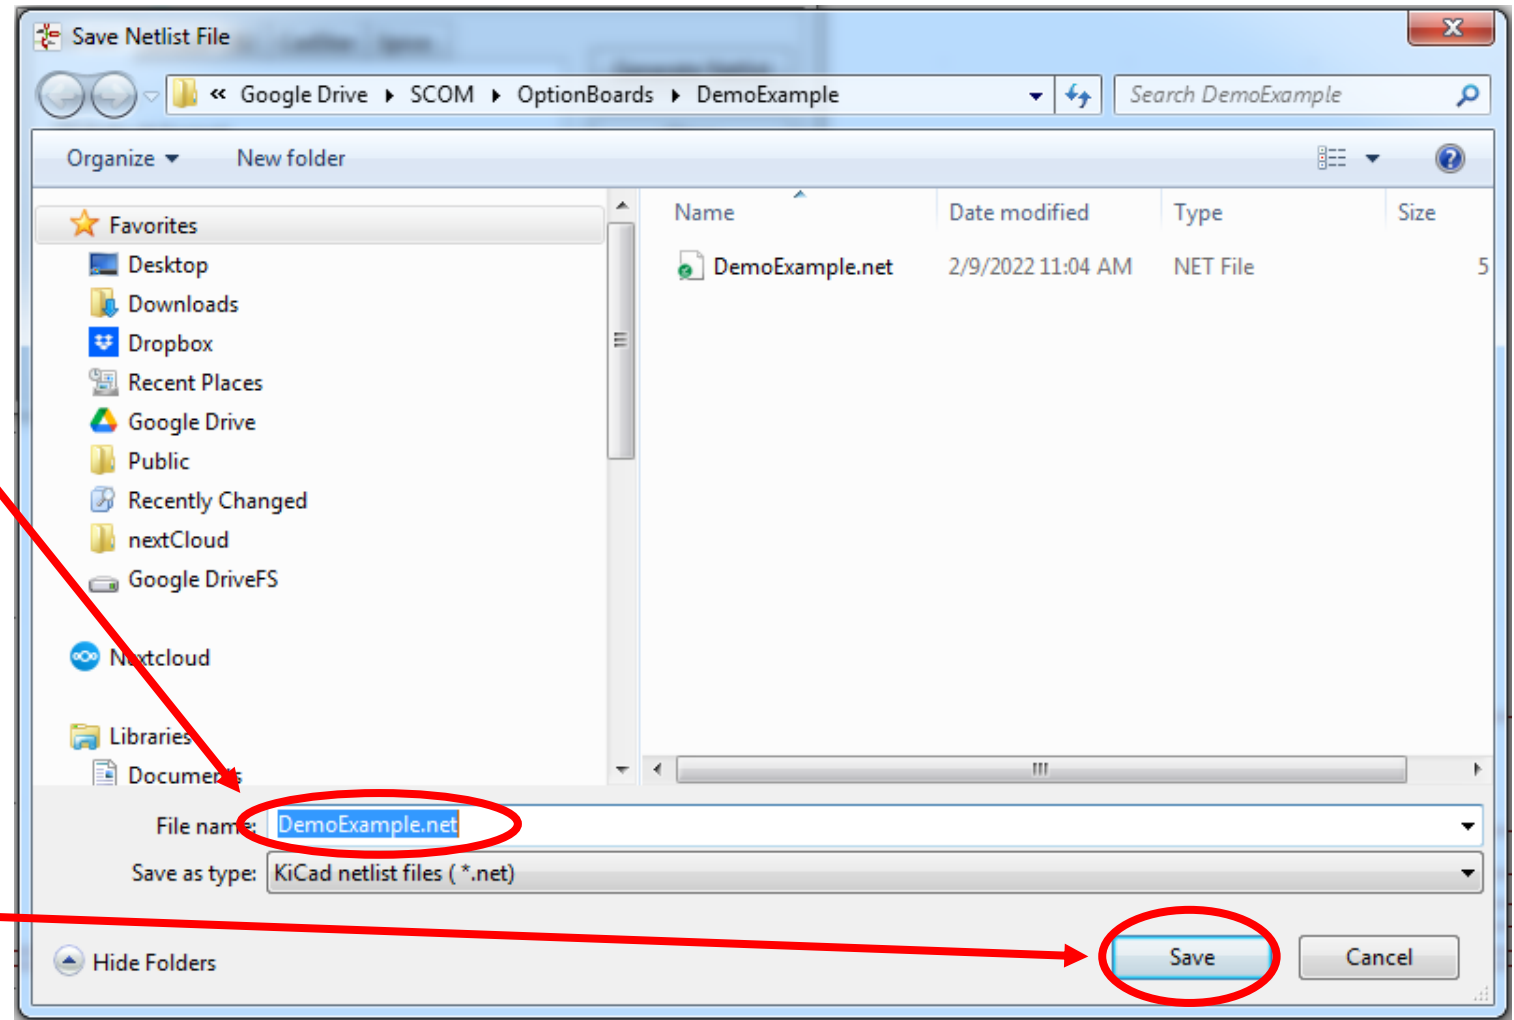 Save Netlist File
« Google Drive SCOM OptionBoards DemoExample
Search DemoExample
Organize New folder
Name Date modified Type Size
Favorites
DemoExample.net 2/9/2022 11:04 AM NET File 5
Desktop
Downloads
Dropbox
Recent Places
Google Drive
Public
Recently Changed
nextCloud
Google DriveFS
Nextcloud
Libraries
Documents
File name: DemoExample.net
Save as type: KiCad netlist files ( *.net)
Hide Folders
Save Cancel